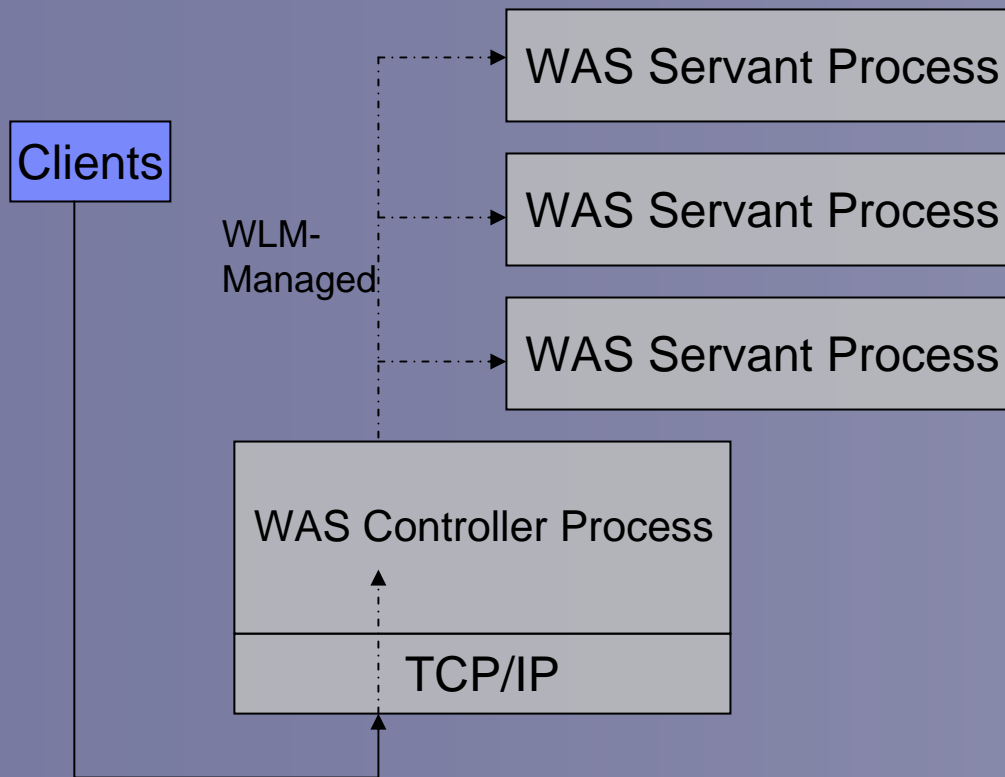 WAS Servant Process
Clients
WAS Servant Process
WLM-
Managed
WAS Servant Process
WAS Controller Process
TCP/IP